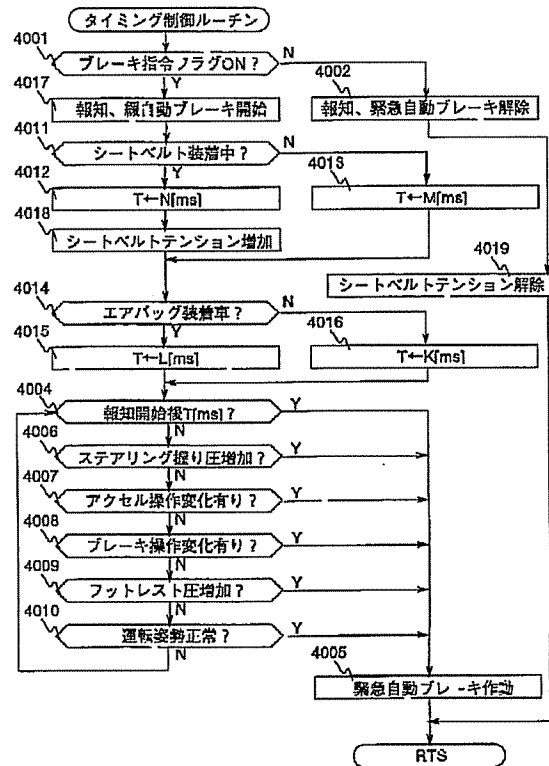 タイミング制御ルーチン
4001
ブレーキ指令フラグON?
N
Y
4002
報知、緊急自動ブレーキ解除
4017
報知、緩自動ブレーキ開始
4011
シートベルト装着中?
N
Y
4012
T←N[ms]
4013
T←M[ms]
4018
シートベルトテンション増加
4019
シートベルトテンション解除
4014
エアバッグ装着車?
N
Y
4015
T←L[ms]
4016
T←K[ms]
4004
報知開始後T[ms]?
Y
N
4006
ステアリング握り圧増加?
Y
N
4007
アクセル操作変化有り?
Y
N
4008
ブレーキ操作変化有り?
Y
N
4009
フットレスト圧増加?
Y
N
4010
運転姿勢正常?
Y
N
4005
緊急自動ブレーキ作動
RTS